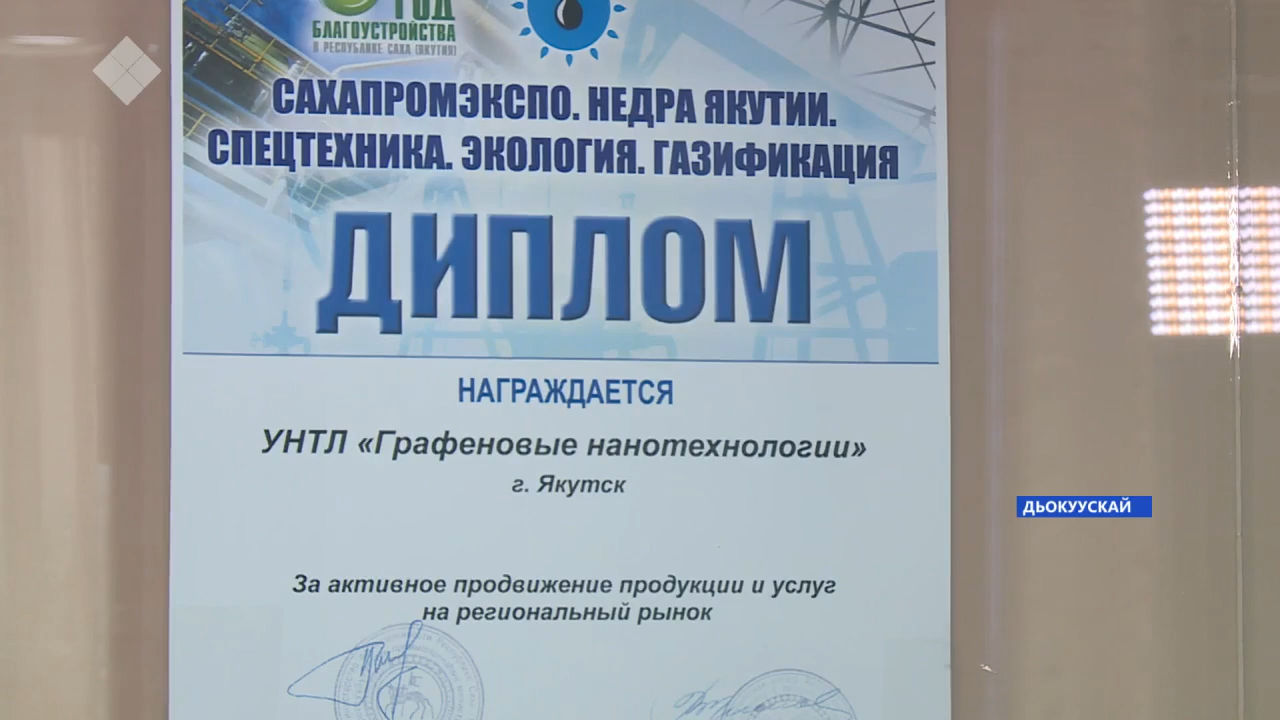 ГОД
БЛАГОУСТРОЙСТВА
В РЕСПУБЛИКЕ САХА (ЯКУТИЯ)
САХАПРОМЭКСПО. НЕДРА ЯКУТИИ.
СПЕЦТЕХНИКА. ЭКОЛОГИЯ. ГАЗИФИКАЦИЯ
ДИПЛОМ
НАГРАЖДАЕТСЯ
УНТЛ «Графеновые нанотехнологии»
г. Якутск
ДЬОКУУСКАЙ
За активное продвижение продукции и услуг
на региональный рынок